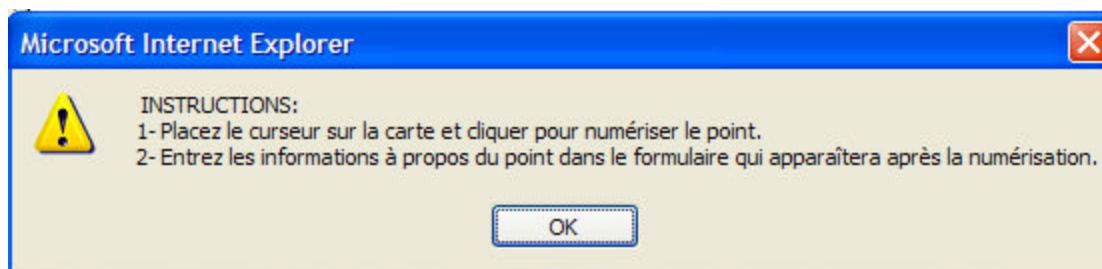 Microsoft Internet Explorer
INSTRUCTIONS:
1- Placez le curseur sur la carte et cliquer pour numériser le point.
2- Entrez les informations à propos du point dans le formulaire qui apparaîtera après la numérisation.
OK